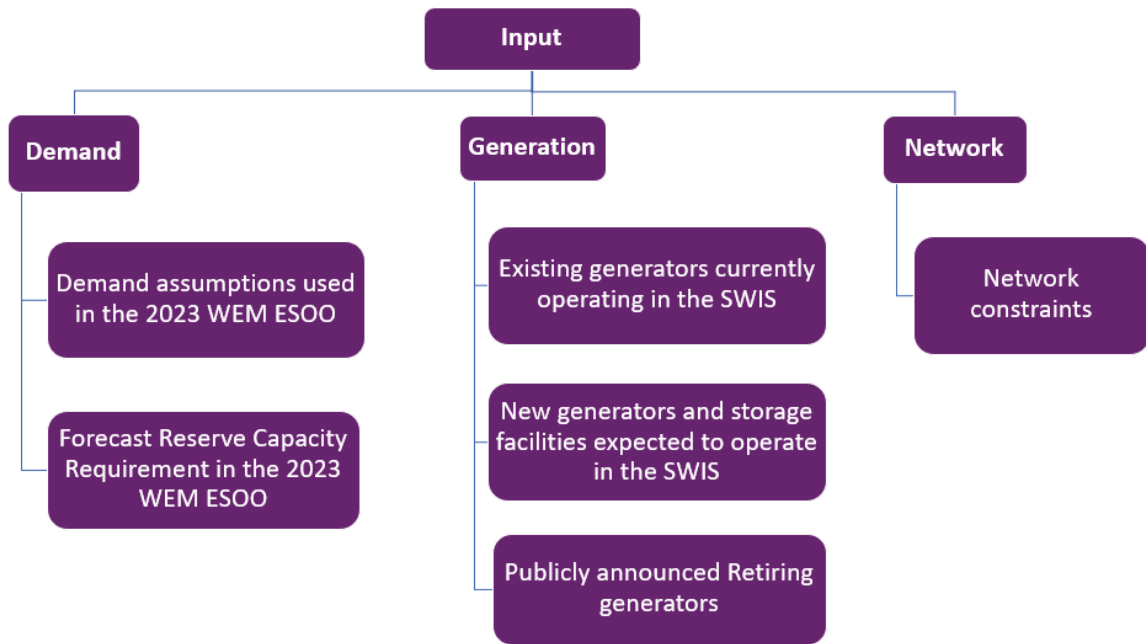 Input
Demand
Generation
Network
Demand assumptions used
in the 2023 WEM ESOO
Forecast Reserve Capacity
Requirement in the 2023
WEM ESOO
Existing generators currently
operating in the SWIS
New generators and storage
facilities expected to operate
in the SWIS
Publicly announced Retiring
generators
Network
constraints